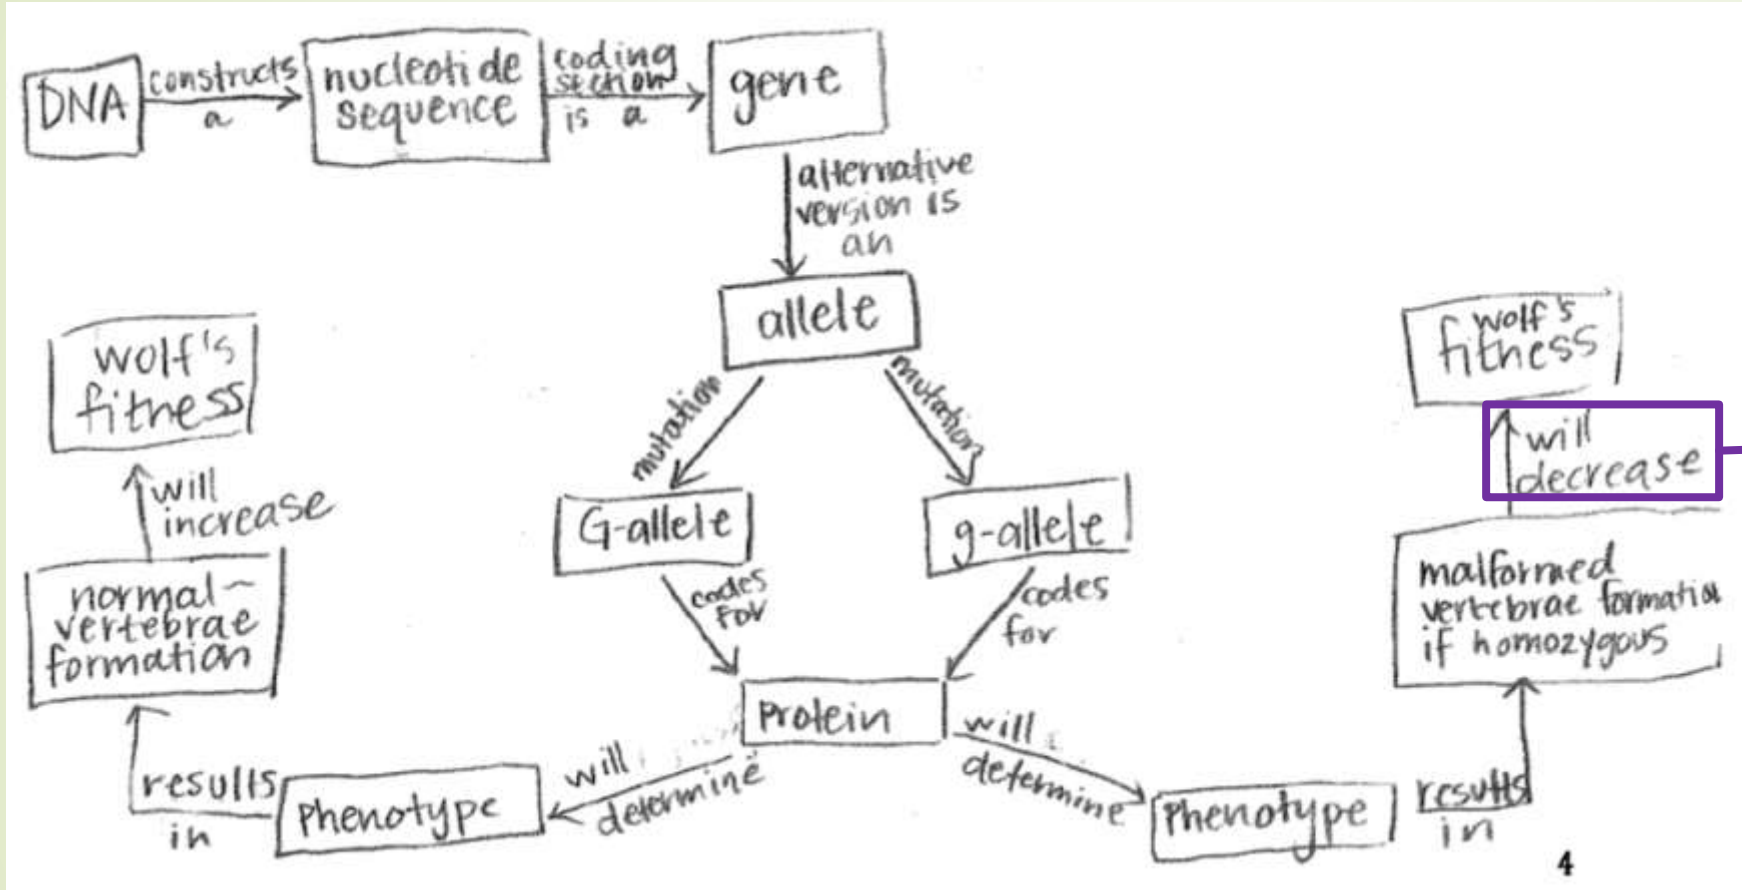 DNA
constructs
a
nucleotide
sequence
coding
section
is a
gene
alternative
version is
an
allele
mutation
mutation
G-allele
g-allele
codes
for
codes
for
Protein
will
determine
will
determine
Phenotype
Phenotype
results
in
results
in
normal
vertebrae
formation
malformed
vertebrae formation
if homozygous
will
increase
will
decrease
wolf's
fitness
wolf's
fitness
4